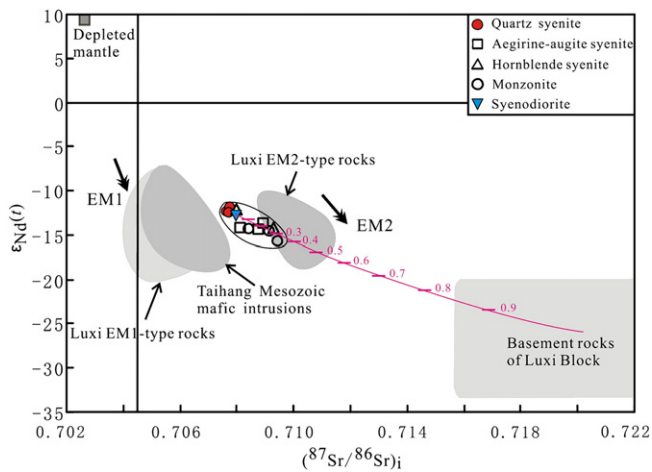 10
5
0
-5
-10
-15
-20
-25
-30
-35
εNd(t)
Depleted
mantle
Quartz syenite
Aegirine-augite syenite
Hornblende syenite
Monzonite
Syenodiorite
EM1
Luxi EM2-type rocks
EM2
0.3
0.4
0.5
0.6
0.7
0.8
0.9
Taihang Mesozoic
mafic intrusions
Luxi EM1-type rocks
Basement rocks
of Luxi Block
0.702
0.706
0.710
0.714
0.718
0.722
(⁸⁷Sr/⁸⁶Sr)i